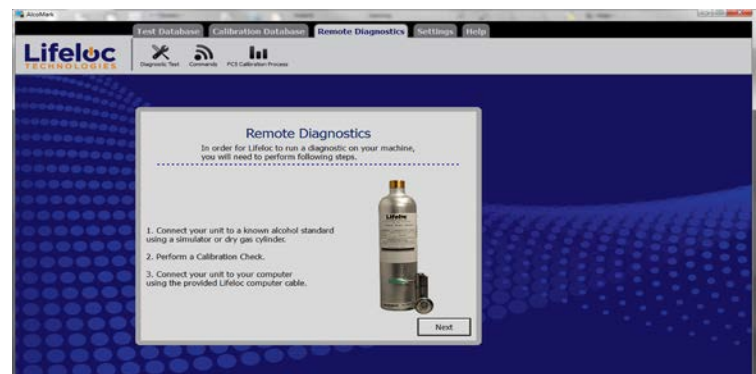 AlcoMark
Test Database Calibration Database Remote Diagnostics Settings Help
Lifeloc
TECHNOLOGIES
Diagnostic Test Commands FC5 Calibration Process
Remote Diagnostics
In order for Lifeloc to run a diagnostic on your machine,
you will need to perform following steps.
1. Connect your unit to a known alcohol standard
using a simulator or dry gas cylinder.
2. Perform a Calibration Check.
3. Connect your unit to your computer
using the provided Lifeloc computer cable.
Lifeloc
Next